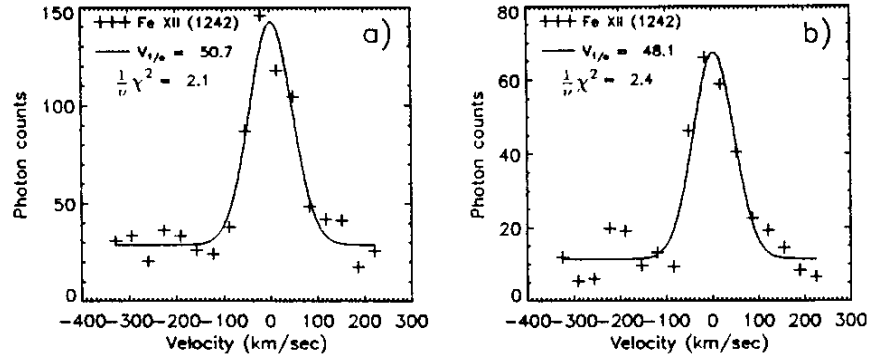 +++ Fe XII (1242)
— V₁/ₑ = 50.7
1/ν χ² = 2.1
a)
150
100
50
0
Photon counts
-400-300-200-100 0 100 200 300
Velocity (km/sec)
+++ Fe XII (1242)
— V₁/ₑ = 48.1
1/ν χ² = 2.4
b)
80
60
40
20
0
Photon counts
-400-300-200-100 0 100 200 300
Velocity (km/sec)